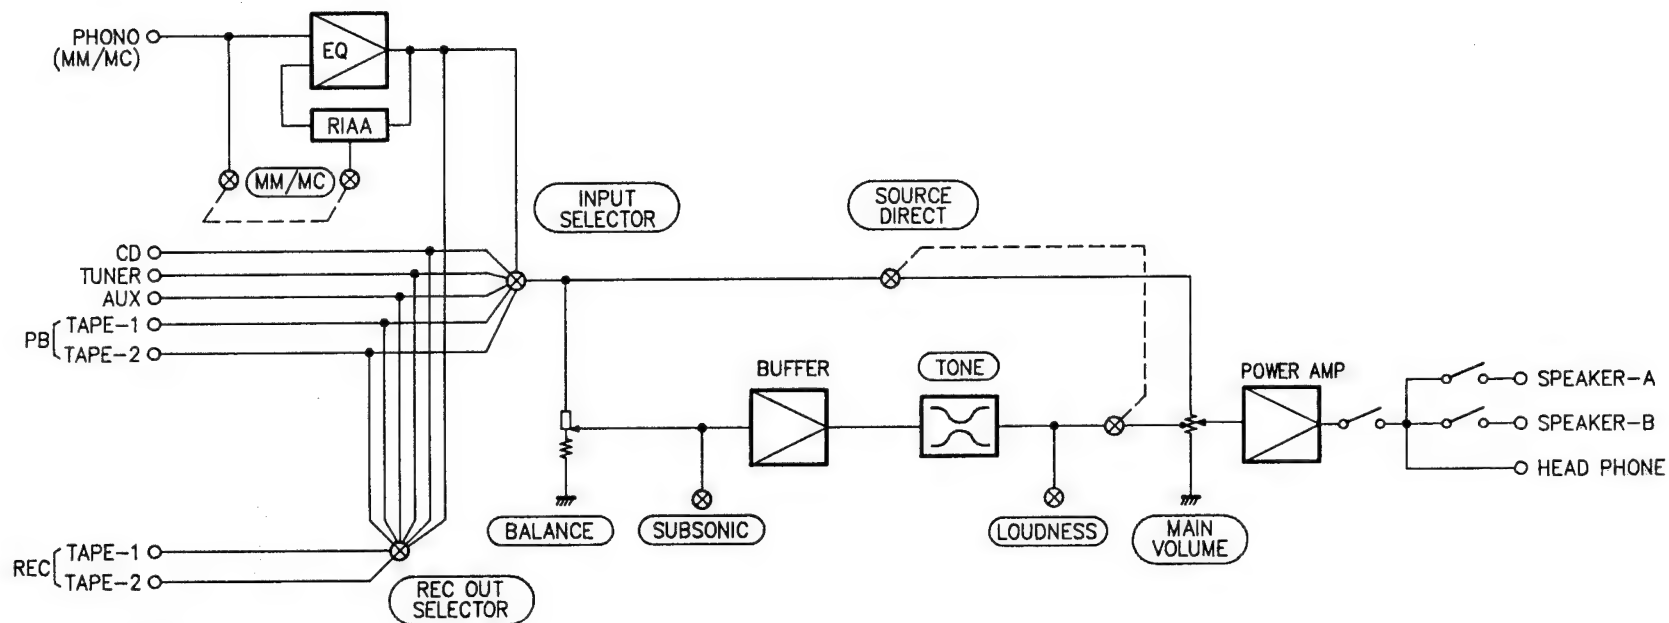 PHONO
(MM/MC)
EQ
RIAA
MM/MC
INPUT
SELECTOR
SOURCE
DIRECT
CD
TUNER
AUX
PB
TAPE-1
TAPE-2
BUFFER
TONE
POWER AMP
SPEAKER-A
SPEAKER-B
HEAD PHONE
BALANCE
SUBSONIC
LOUDNESS
MAIN
VOLUME
REC
TAPE-1
TAPE-2
REC OUT
SELECTOR